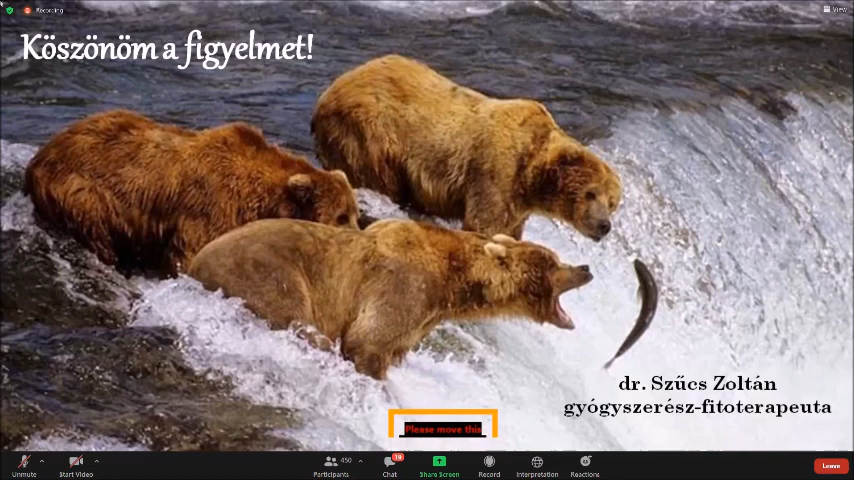 Recording
View
Köszönöm a figyelmet!
dr. Szűcs Zoltán
gyógyszerész-fitoterapeuta
Please move this
Unmute
Start Video
Participants
450
Chat
19
Share Screen
Record
Interpretation
Reactions
Leave